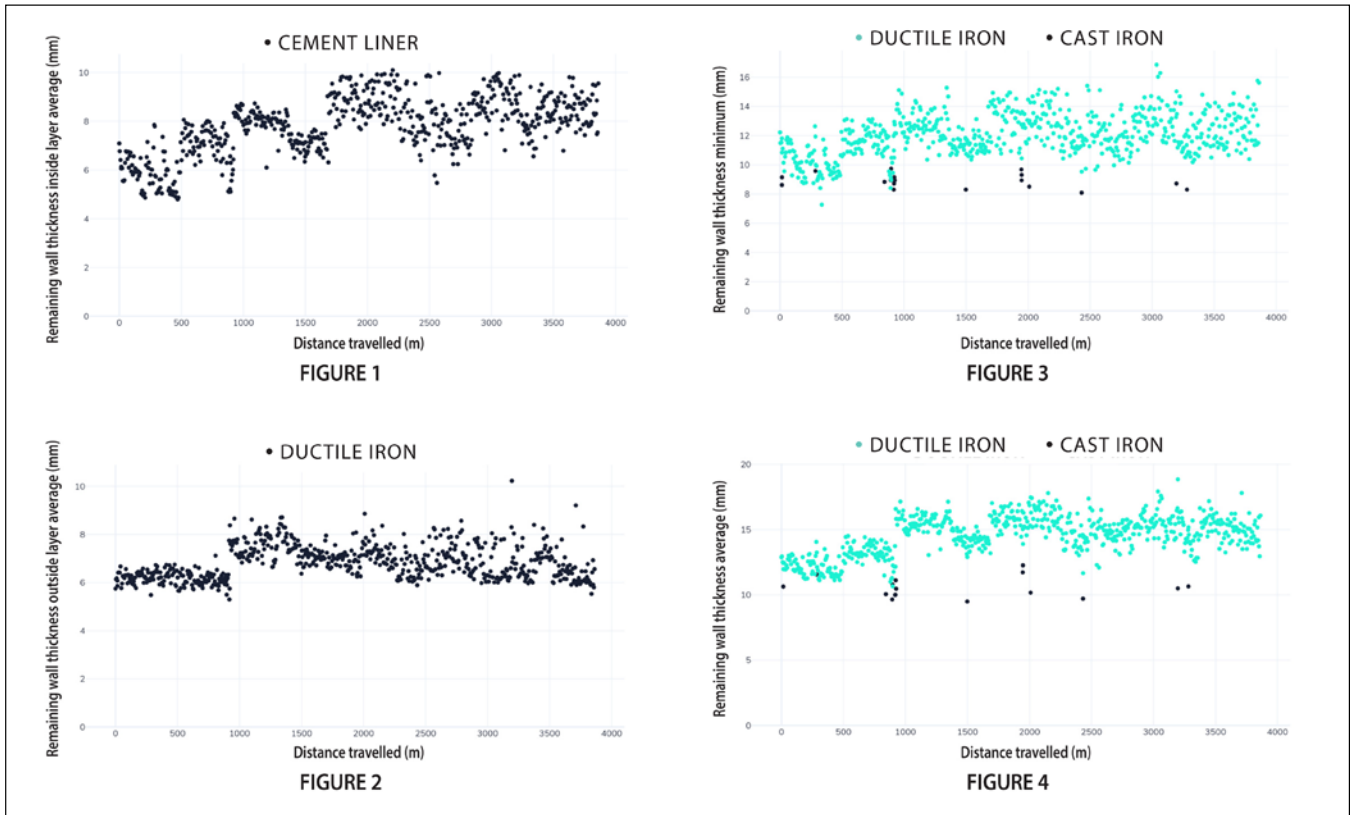 • CEMENT LINER
Remaining wall thickness inside layer average (mm)
10
8
6
4
2
0
0 500 1000 1500 2000 2500 3000 3500 4000
Distance travelled (m)
FIGURE 1
• DUCTILE IRON • CAST IRON
Remaining wall thickness minimum (mm)
16
14
12
10
8
6
4
2
0
0 500 1000 1500 2000 2500 3000 3500 4000
Distance travelled (m)
FIGURE 3
• DUCTILE IRON
Remaining wall thickness outside layer average (mm)
10
8
6
4
2
0
0 500 1000 1500 2000 2500 3000 3500 4000
Distance travelled (m)
FIGURE 2
• DUCTILE IRON • CAST IRON
Remaining wall thickness average (mm)
20
15
10
5
0
0 500 1000 1500 2000 2500 3000 3500 4000
Distance travelled (m)
FIGURE 4